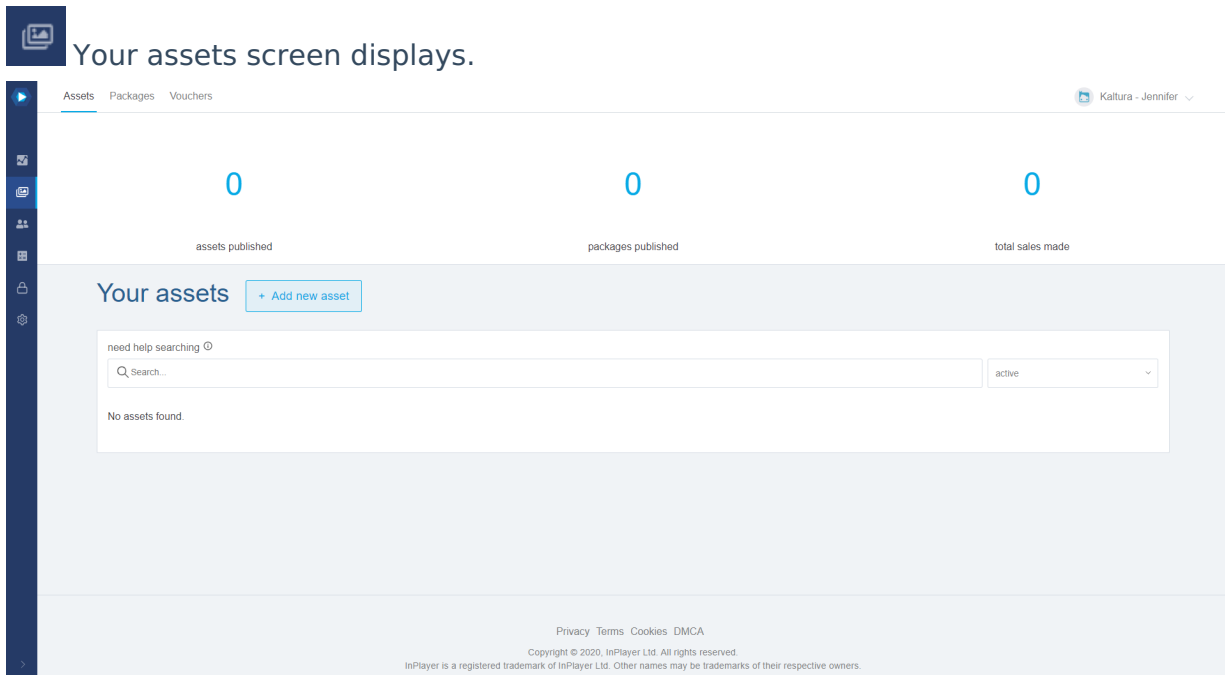 Your assets screen displays.
Assets Packages Vouchers Kaltura - Jennifer
0 0 0
assets published packages published total sales made
Your assets + Add new asset
need help searching
Search... active
No assets found.
Privacy Terms Cookies DMCA
Copyright © 2020, InPlayer Ltd. All rights reserved.
InPlayer is a registered trademark of InPlayer Ltd. Other names may be trademarks of their respective owners.